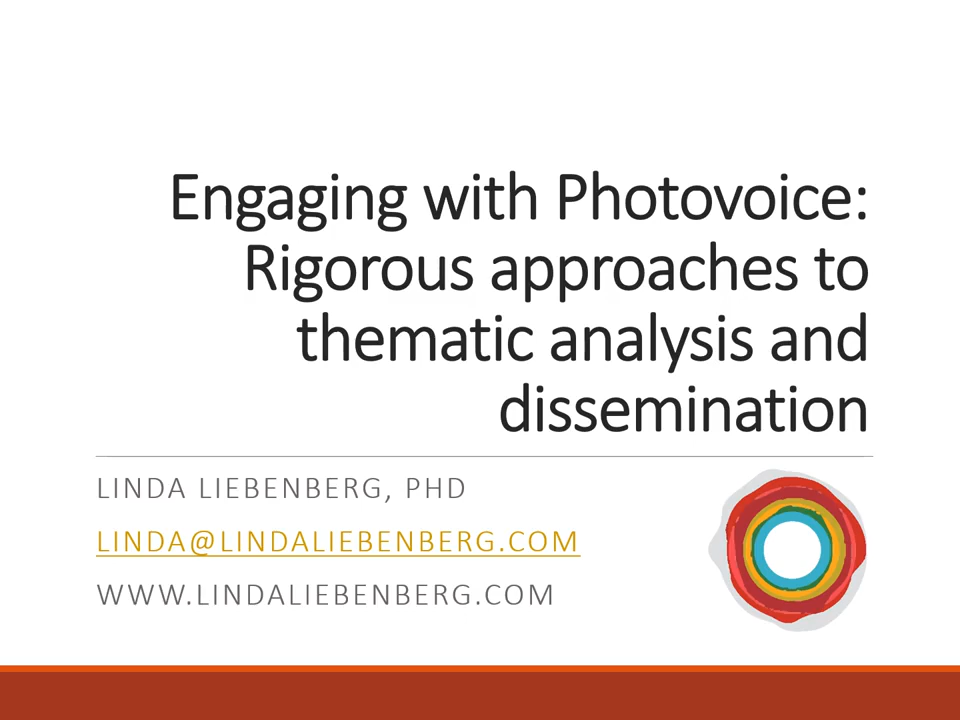 Engaging with Photovoice:
Rigorous approaches to
thematic analysis and
dissemination
LINDA LIEBENBERG, PHD
LINDA@LINDALIEBENBERG.COM
WWW.LINDALIEBENBERG.COM